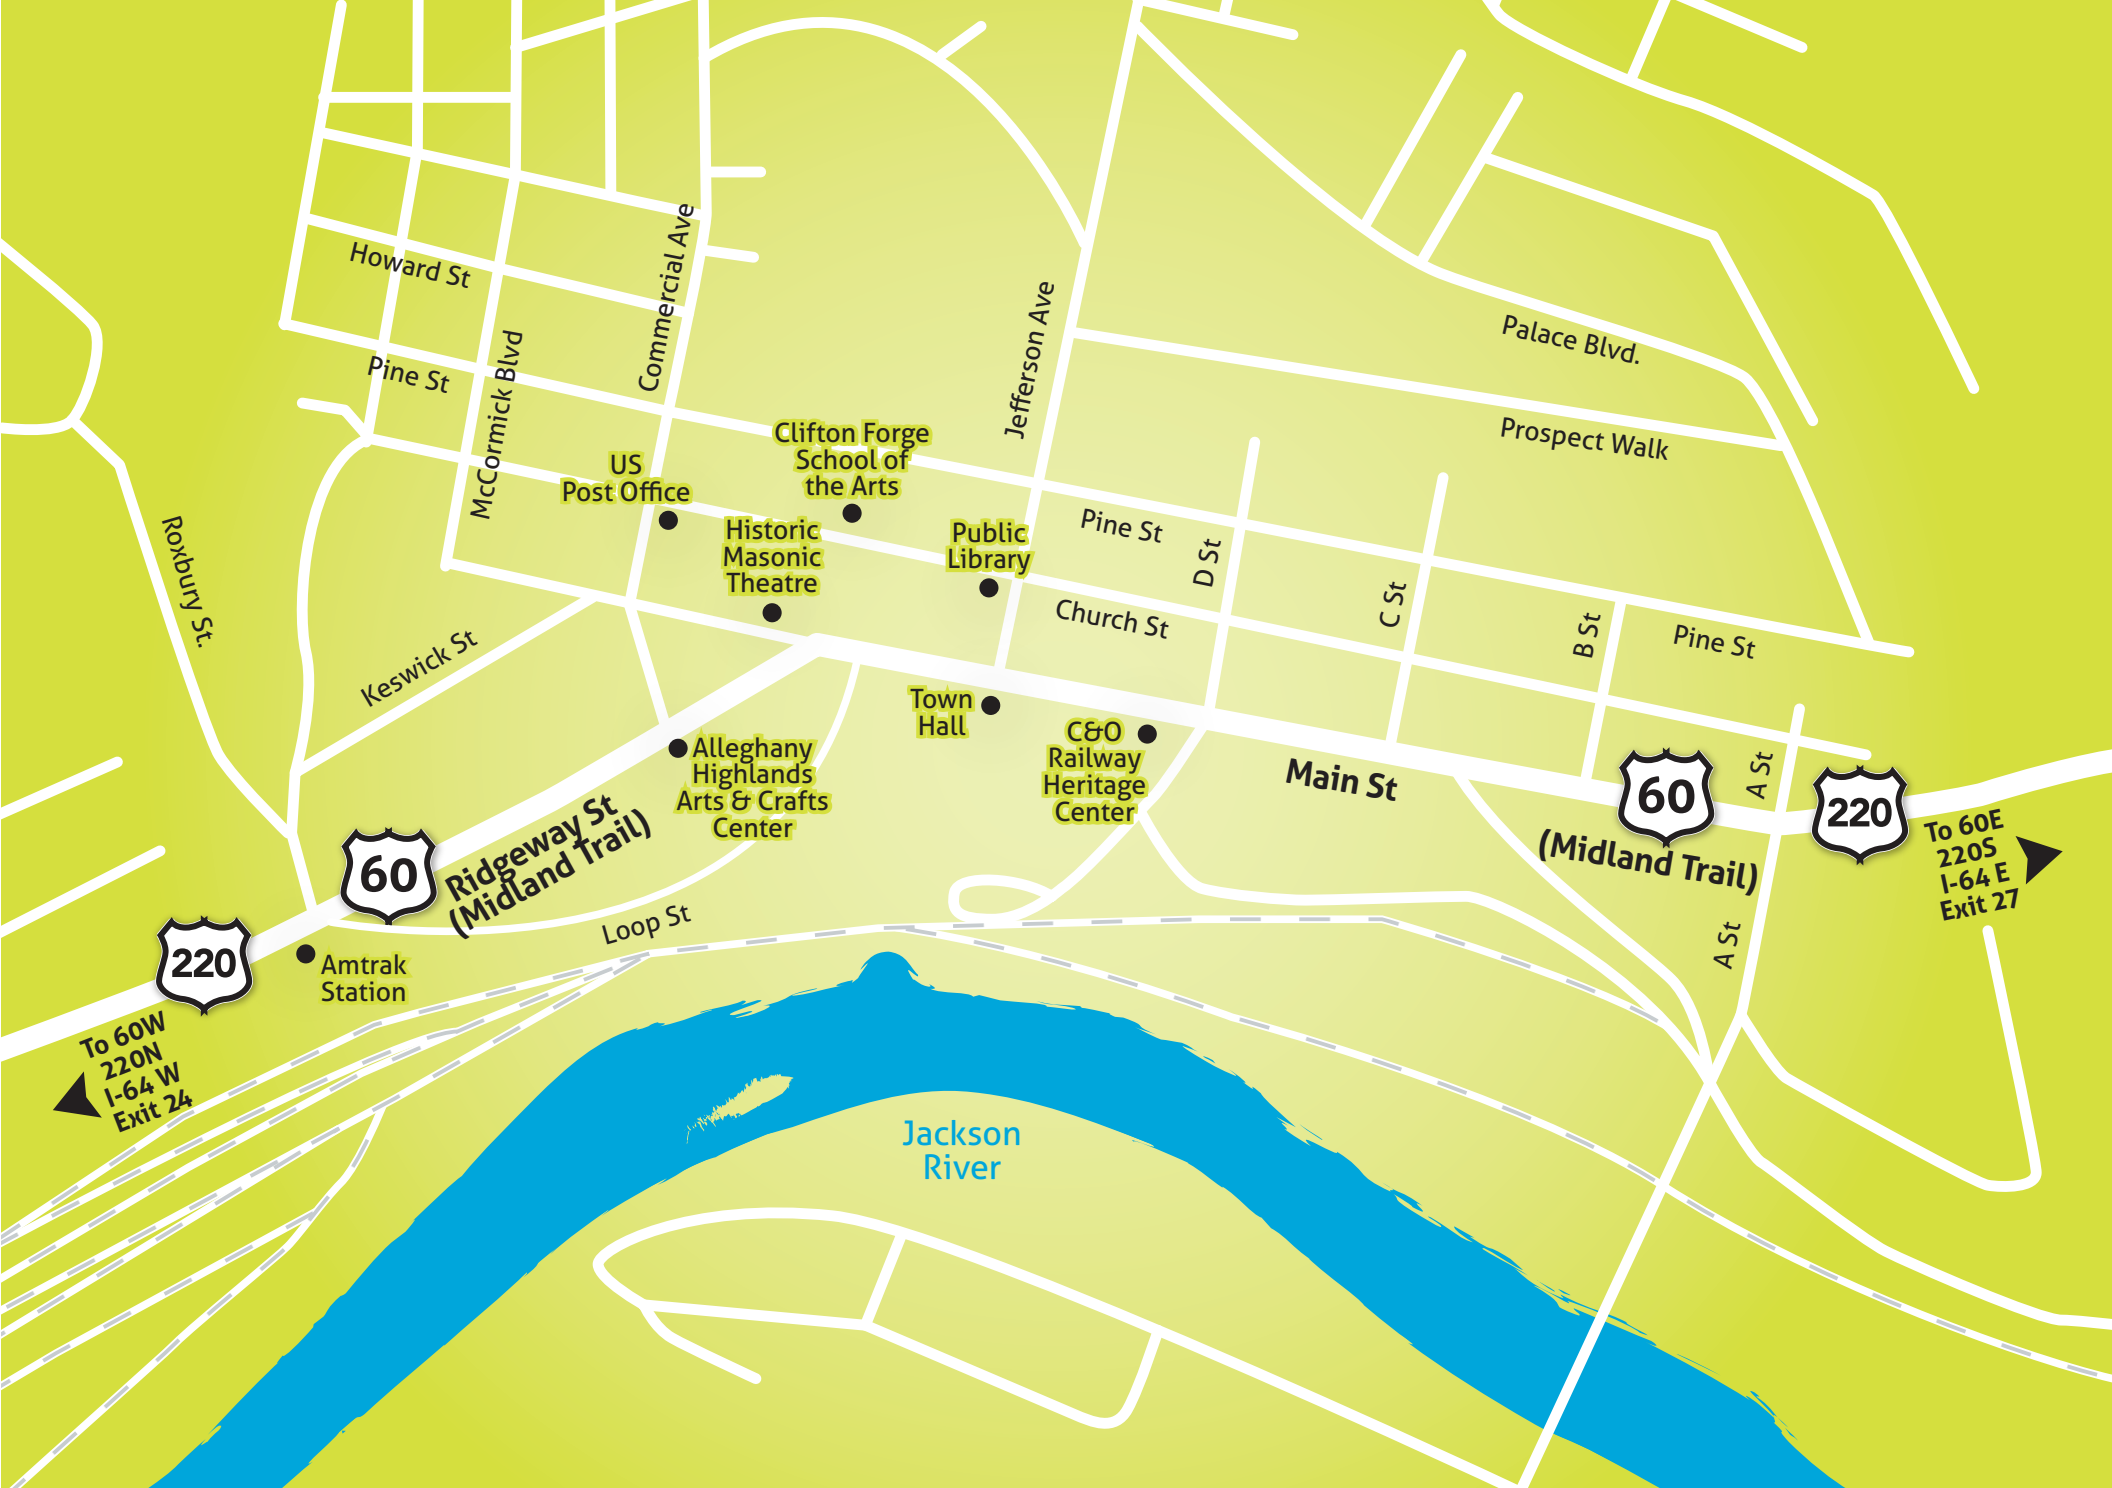 Howard St
Commercial Ave
Jefferson Ave
Palace Blvd.
Pine St
McCormick Blvd
Prospect Walk
Clifton Forge
School of
the Arts
US
Post Office
Historic
Masonic
Theatre
Public
Library
Pine St
D St
C St
B St
Pine St
Church St
Roxbury St.
Keswick St
Town
Hall
C&O
Railway
Heritage
Center
Alleghany
Highlands
Arts & Crafts
Center
Main St
60
A St
220
(Midland Trail)
To 60E
220S
I-64 E
Exit 27
60
Ridgeway St
(Midland Trail)
Loop St
A St
220
Amtrak
Station
To 60W
220N
I-64 W
Exit 24
Jackson
River